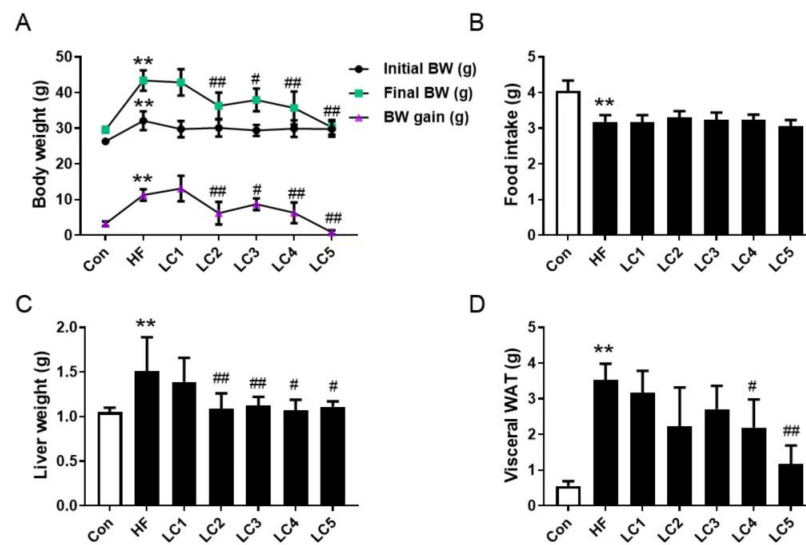 A
Body weight (g)
50
40
30
20
10
0
**
**
**
##
#
##
##
##
#
##
##
Initial BW (g)
Final BW (g)
BW gain (g)
Con
HF
LC1
LC2
LC3
LC4
LC5
B
Food intake (g)
5
4
3
2
1
0
**
Con
HF
LC1
LC2
LC3
LC4
LC5
C
Liver weight (g)
2.0
1.5
1.0
0.5
0.0
**
##
##
#
#
Con
HF
LC1
LC2
LC3
LC4
LC5
D
Visceral WAT (g)
5
4
3
2
1
0
**
#
##
Con
HF
LC1
LC2
LC3
LC4
LC5